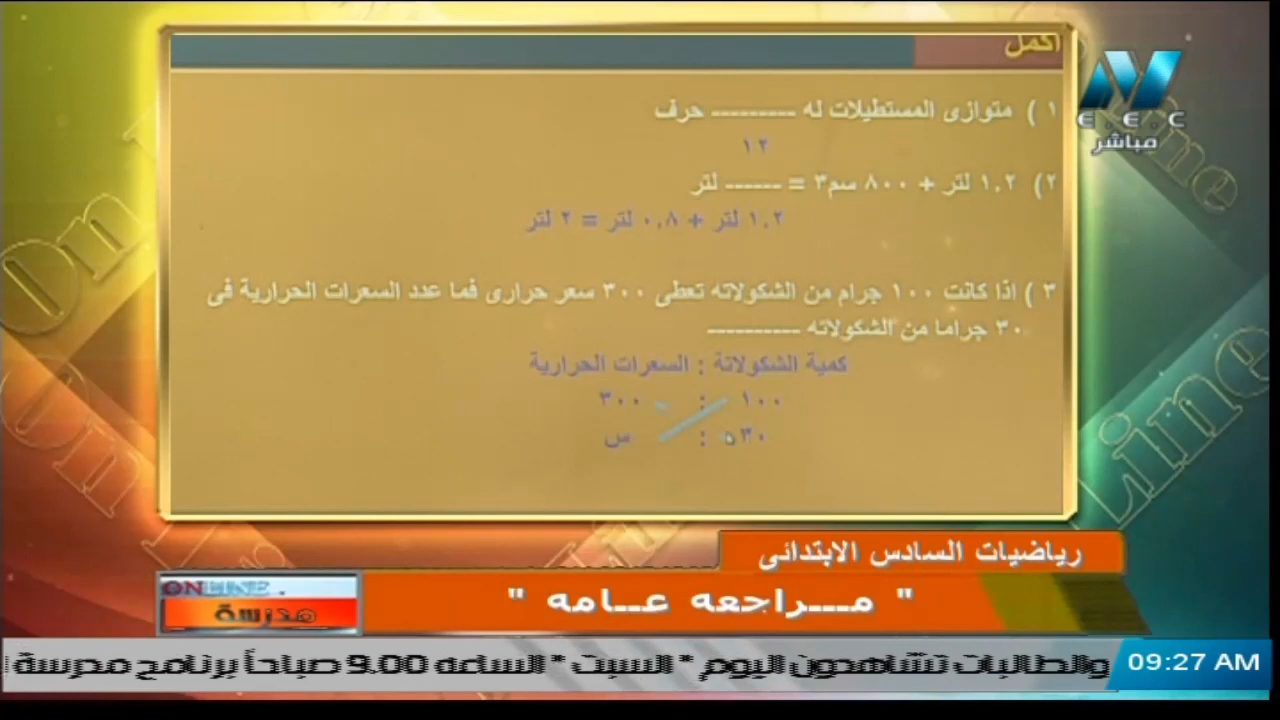 أكمل
١ ) متوازى المستطيلات له --------- حرف
١٢
٢) ١,٢ لتر + ٨٠٠ سم٣ = ------ لتر
١,٢ لتر + ٠,٨ لتر = ٢ لتر
٣ ) اذا كانت ١٠٠ جرام من الشكولاته تعطى ٣٠٠ سعر حرارى فما عدد السعرات الحرارية فى
٣٠ جراما من الشكولاته ----------
كمية الشكولاتة : السعرات الحرارية
١٠٠ : ٣٠٠
٣٠ : س
E. E. C
مباشر
رياضيات السادس الابتدائى
" مـــراجعه عــامه "
ONLINE
مدرسة
والطالبات تشاهدون اليوم * السبت * الساعه 9.00 صباحاً برنامج مدرسة
09:27 AM